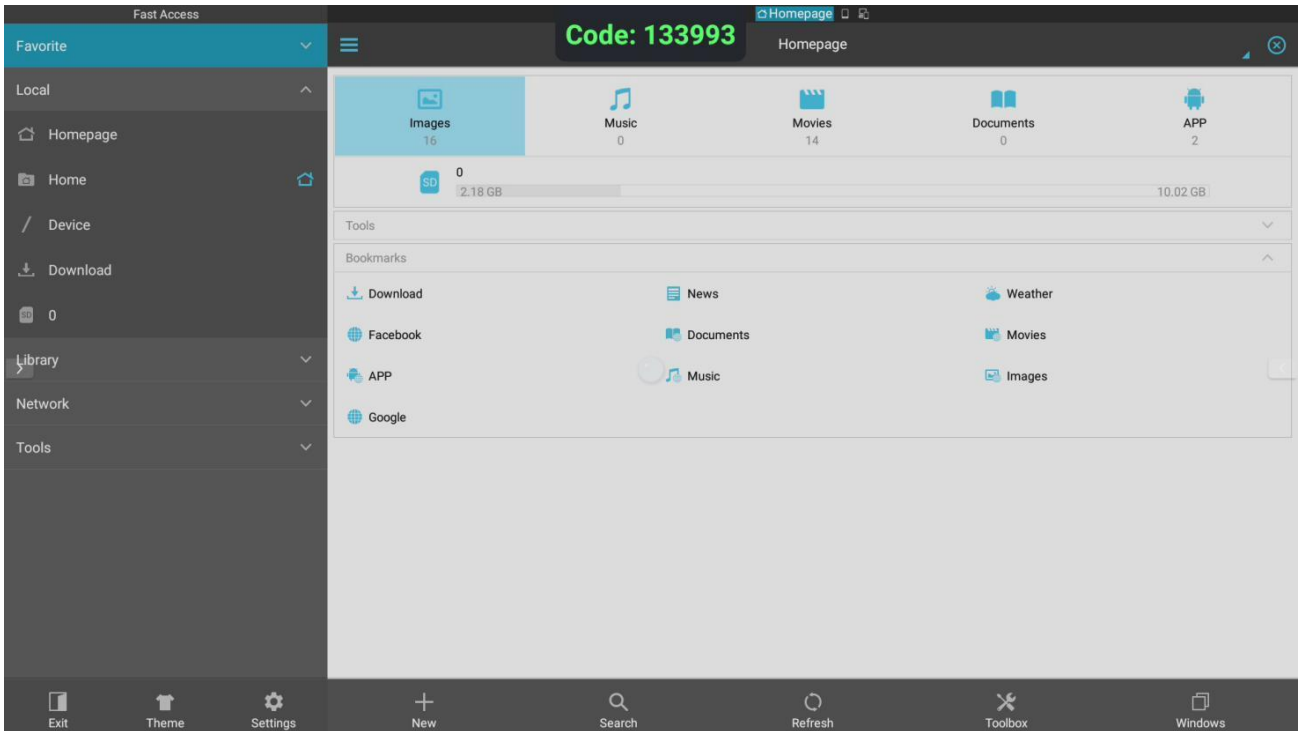 Fast Access
Homepage
Favorite
Code: 133993
Homepage
Local
Homepage
Home
Device
Download
0
Library
Network
Tools
Images
16
Music
0
Movies
14
Documents
0
APP
2
SD
0
2.18 GB
10.02 GB
Tools
Bookmarks
Download
News
Weather
Facebook
Documents
Movies
APP
Music
Images
Google
Exit
Theme
Settings
New
Search
Refresh
Toolbox
Windows